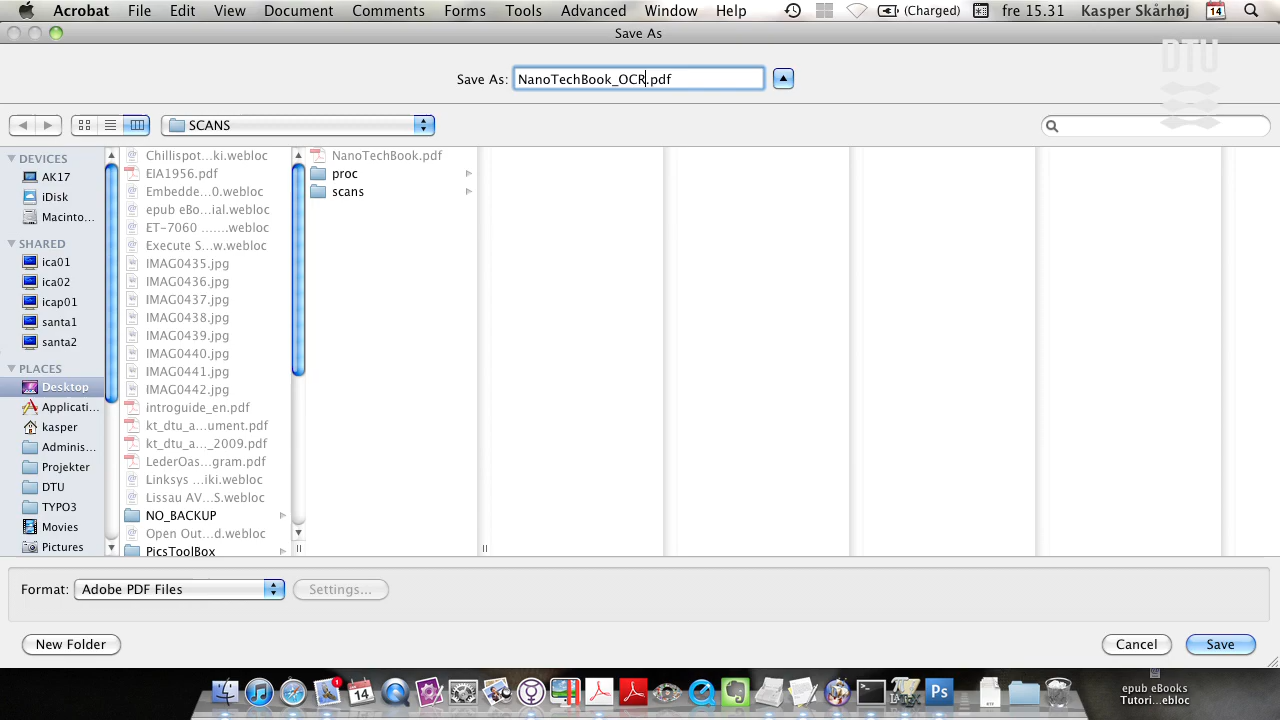 Acrobat File Edit View Document Comments Forms Tools Advanced Window Help (Charged) fre 15.31 Kasper Skårhøj 14
Save As
DTU
Save As: NanoTechBook_OCR.pdf
SCANS
DEVICES
AK17
iDisk
Macinto...
SHARED
ica01
ica02
icap01
santa1
santa2
PLACES
Desktop
Applicati...
kasper
Adminis...
Projekter
DTU
TYPO3
Movies
Pictures
Chillispot...ki.webloc
EIA1956.pdf
Embedde...0.webloc
epub eBo...ial.webloc
ET-7060 .......webloc
Execute S...w.webloc
IMAG0435.jpg
IMAG0436.jpg
IMAG0437.jpg
IMAG0438.jpg
IMAG0439.jpg
IMAG0440.jpg
IMAG0441.jpg
IMAG0442.jpg
introguide_en.pdf
kt_dtu_a...ument.pdf
kt_dtu_a..._2009.pdf
LederOas...gram.pdf
Linksys ...iki.webloc
Lissau AV...S.webloc
NO_BACKUP
Open Out...d.webloc
PicsToolBox
NanoTechBook.pdf
proc
scans
Format: Adobe PDF Files Settings...
New Folder Cancel Save
14
Ps
epub eBooks
Tutori...ebloc